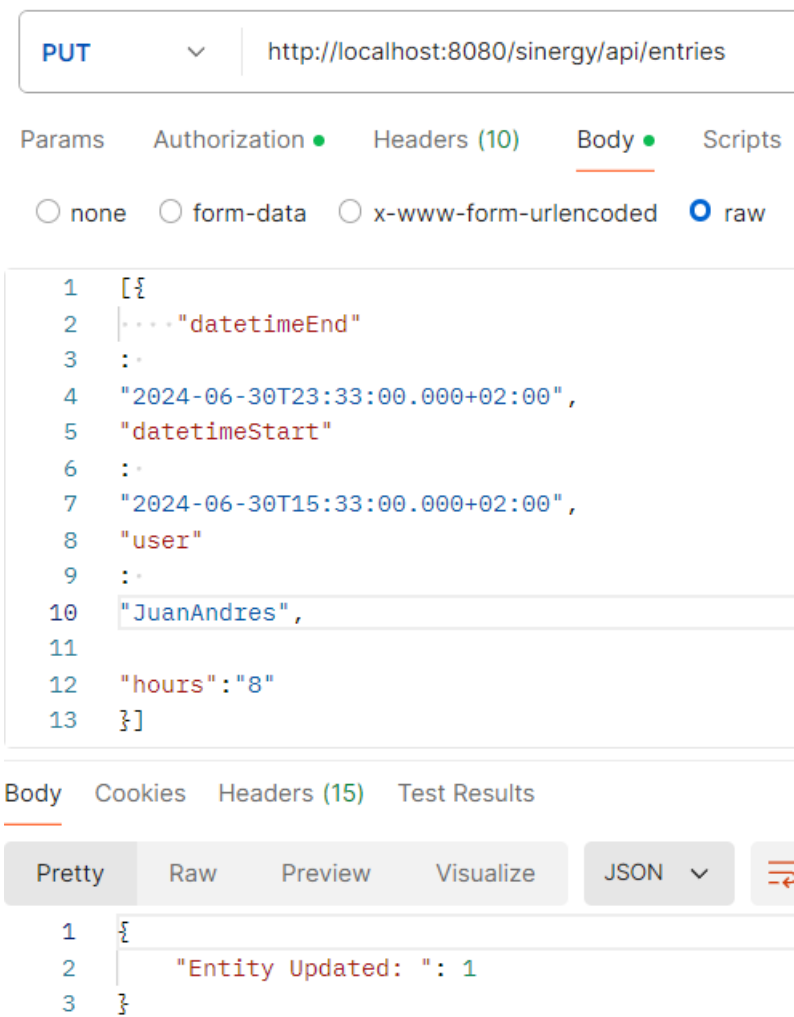 PUT http://localhost:8080/sinergy/api/entries
Params Authorization Headers (10) Body Scripts
none form-data x-www-form-urlencoded raw
1 [{
2 "datetimeEnd"
3 :
4 "2024-06-30T23:33:00.000+02:00",
5 "datetimeStart"
6 :
7 "2024-06-30T15:33:00.000+02:00",
8 "user"
9 :
10 "JuanAndres",
11
12 "hours":"8"
13 }]
Body Cookies Headers (15) Test Results
Pretty Raw Preview Visualize JSON
1 {
2 "Entity Updated: ": 1
3 }